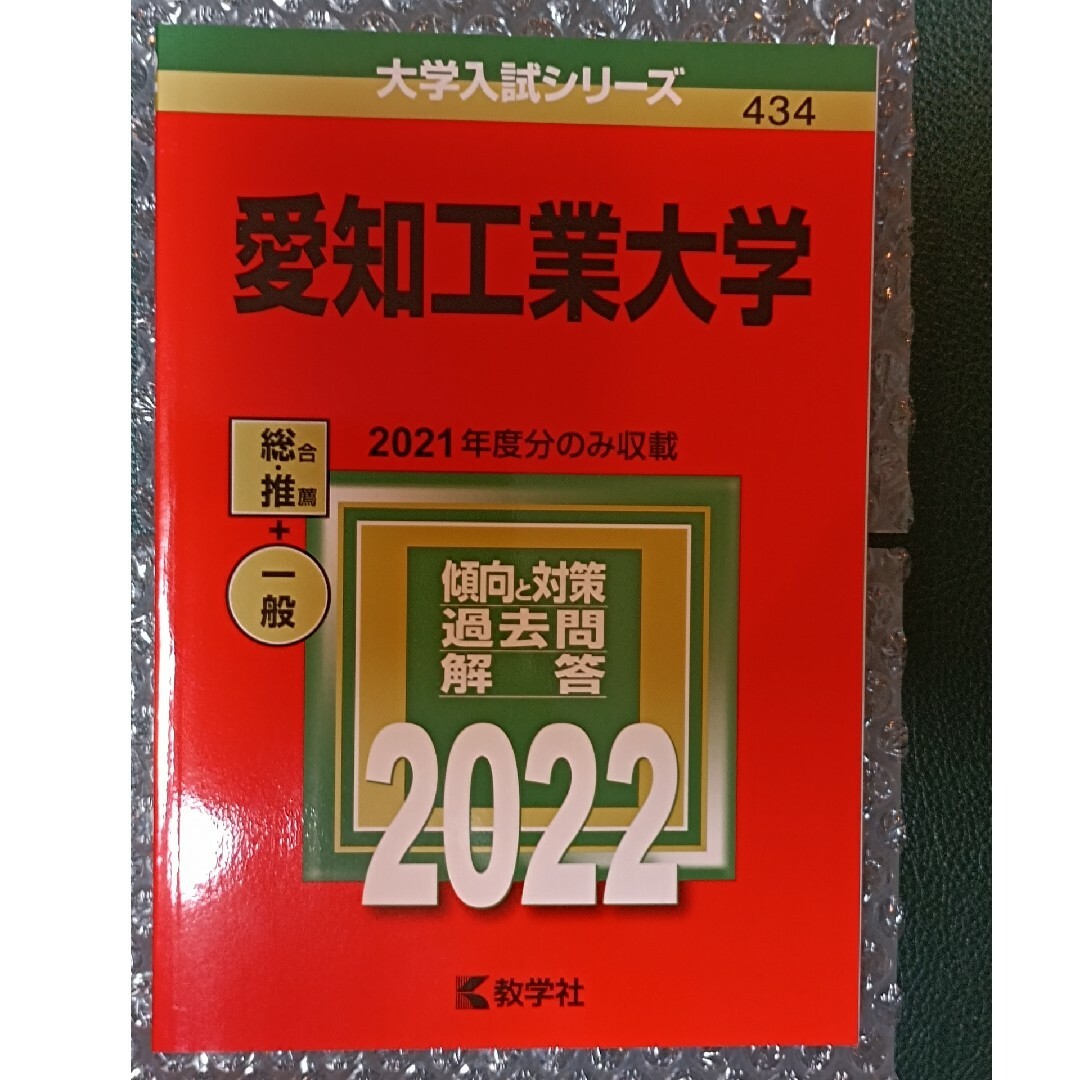 大学入試シリーズ
434
愛知工業大学
2021年度分のみ収載
総合・
推薦
+
一般
傾向と対策
過去問
解答
2022
教学社